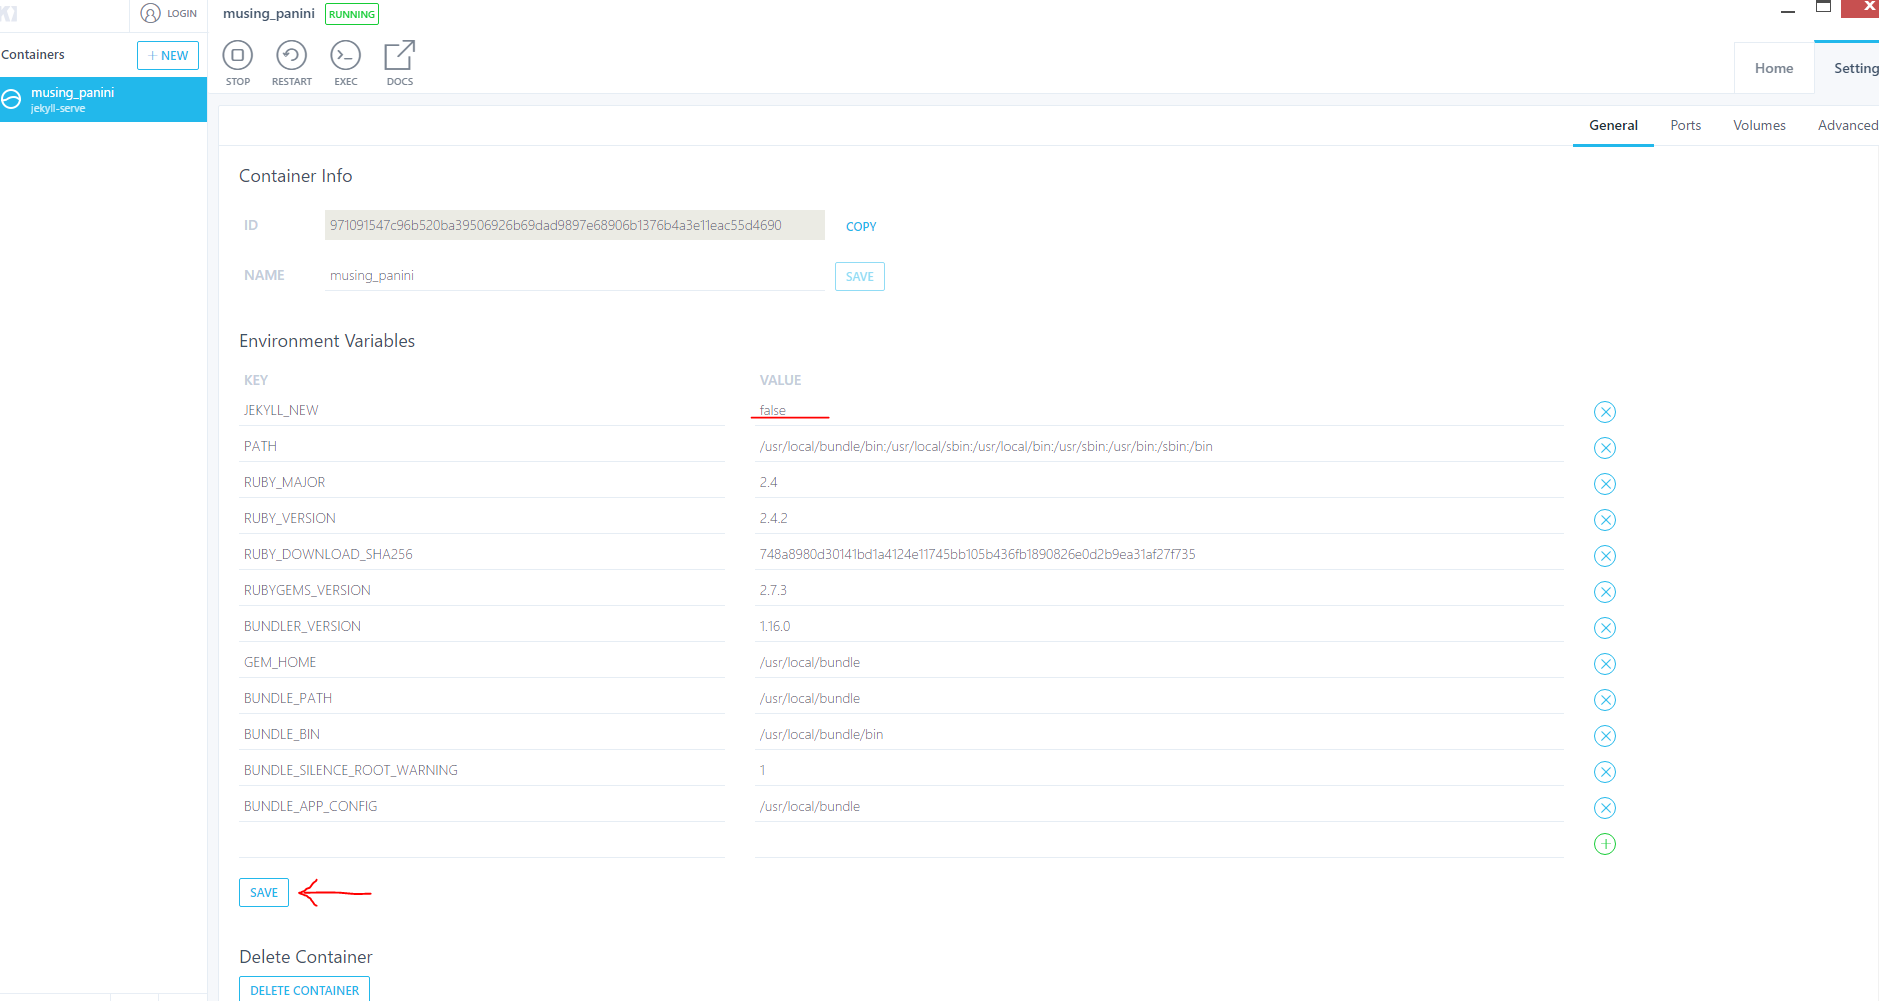 LOGIN
musing_panini RUNNING
Containers
+ NEW
musing_panini
jekyll-serve
STOP RESTART EXEC DOCS
Home Setting
General Ports Volumes Advanced
Container Info
ID 971091547c96b520ba39506926b69dad9897e68906b1376b4a3e11eac55d4690 COPY
NAME musing_panini SAVE
Environment Variables
KEY VALUE
JEKYLL_NEW false
PATH /usr/local/bundle/bin:/usr/local/sbin:/usr/local/bin:/usr/sbin:/usr/bin:/sbin:/bin
RUBY_MAJOR 2.4
RUBY_VERSION 2.4.2
RUBY_DOWNLOAD_SHA256 748a8980d30141bd1a4124e11745bb105b436fb1890826e0d2b9ea31af27f735
RUBYGEMS_VERSION 2.7.3
BUNDLER_VERSION 1.16.0
GEM_HOME /usr/local/bundle
BUNDLE_PATH /usr/local/bundle
BUNDLE_BIN /usr/local/bundle/bin
BUNDLE_SILENCE_ROOT_WARNING 1
BUNDLE_APP_CONFIG /usr/local/bundle
SAVE
Delete Container
DELETE CONTAINER